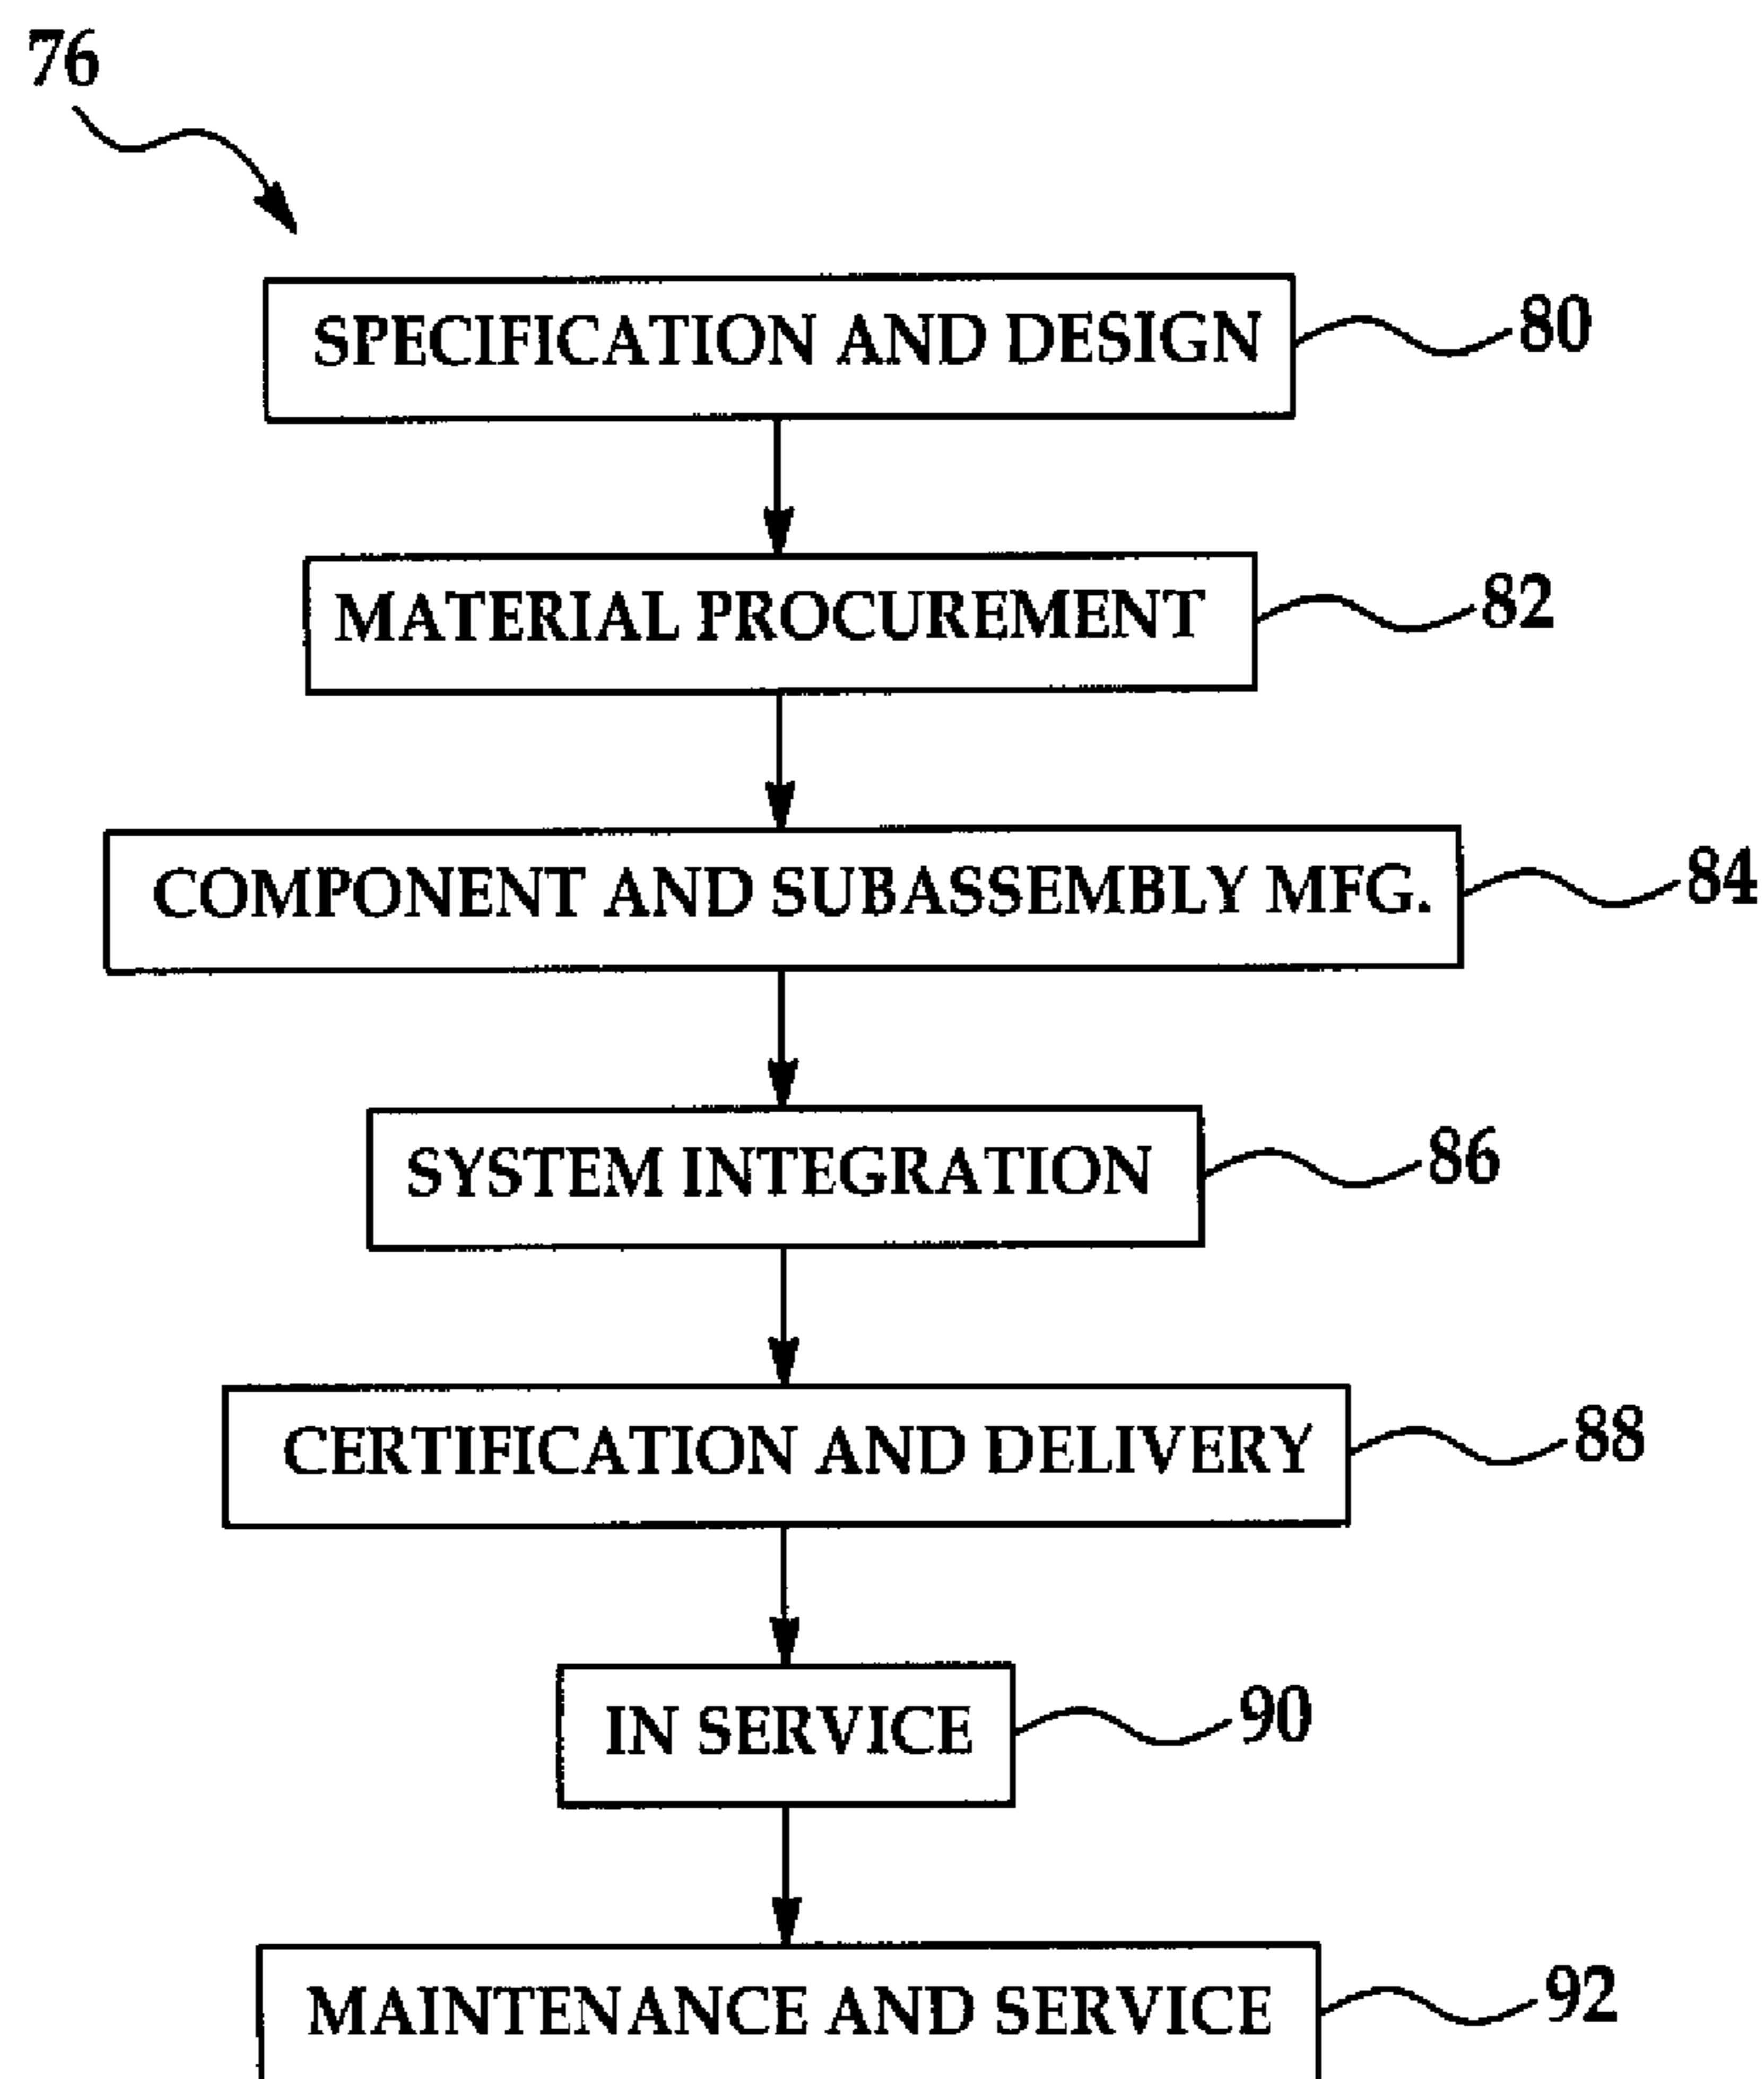 76
SPECIFICATION AND DESIGN 80
MATERIAL PROCUREMENT 82
COMPONENT AND SUBASSEMBLY MFG. 84
SYSTEM INTEGRATION 86
CERTIFICATION AND DELIVERY 88
IN SERVICE 90
MAINTENANCE AND SERVICE 92